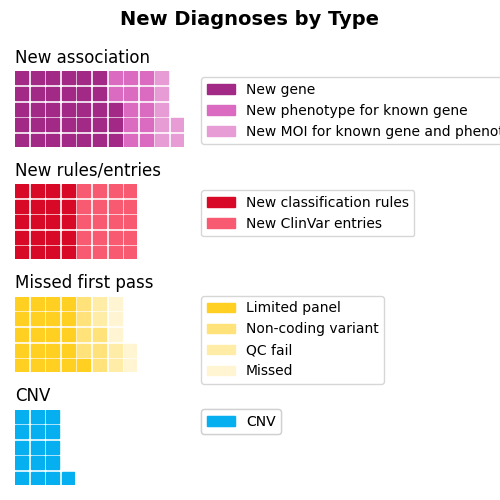 New Diagnoses by Type
New association
New gene
New phenotype for known gene
New MOI for known gene and phenot
New rules/entries
New classification rules
New ClinVar entries
Missed first pass
Limited panel
Non-coding variant
QC fail
Missed
CNV
CNV